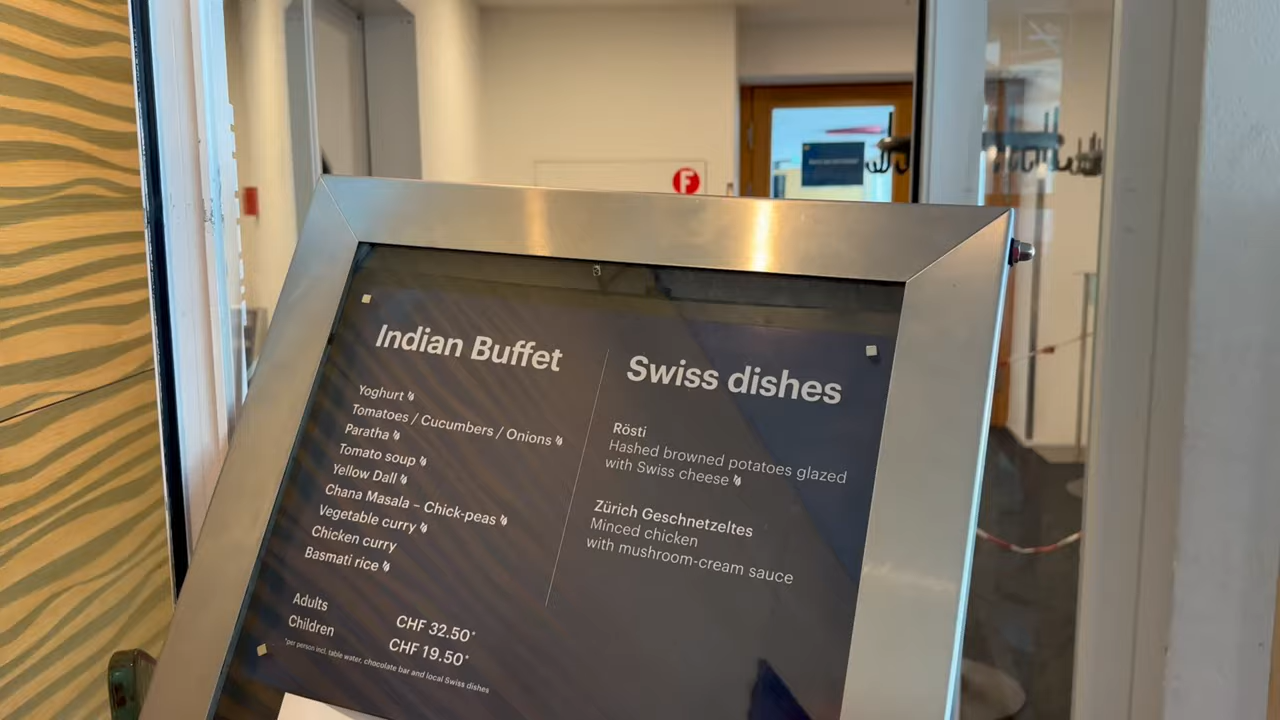 F
Indian Buffet
Yoghurt
Tomatoes / Cucumbers / Onions
Paratha
Tomato soup
Yellow Dall
Chana Masala – Chick-peas
Vegetable curry
Chicken curry
Basmati rice
Adults CHF 32.50*
Children CHF 19.50*
*per person incl. table water, chocolate bar and local Swiss dishes
Swiss dishes
Rösti
Hashed browned potatoes glazed
with Swiss cheese
Zürich Geschnetzeltes
Minced chicken
with mushroom-cream sauce